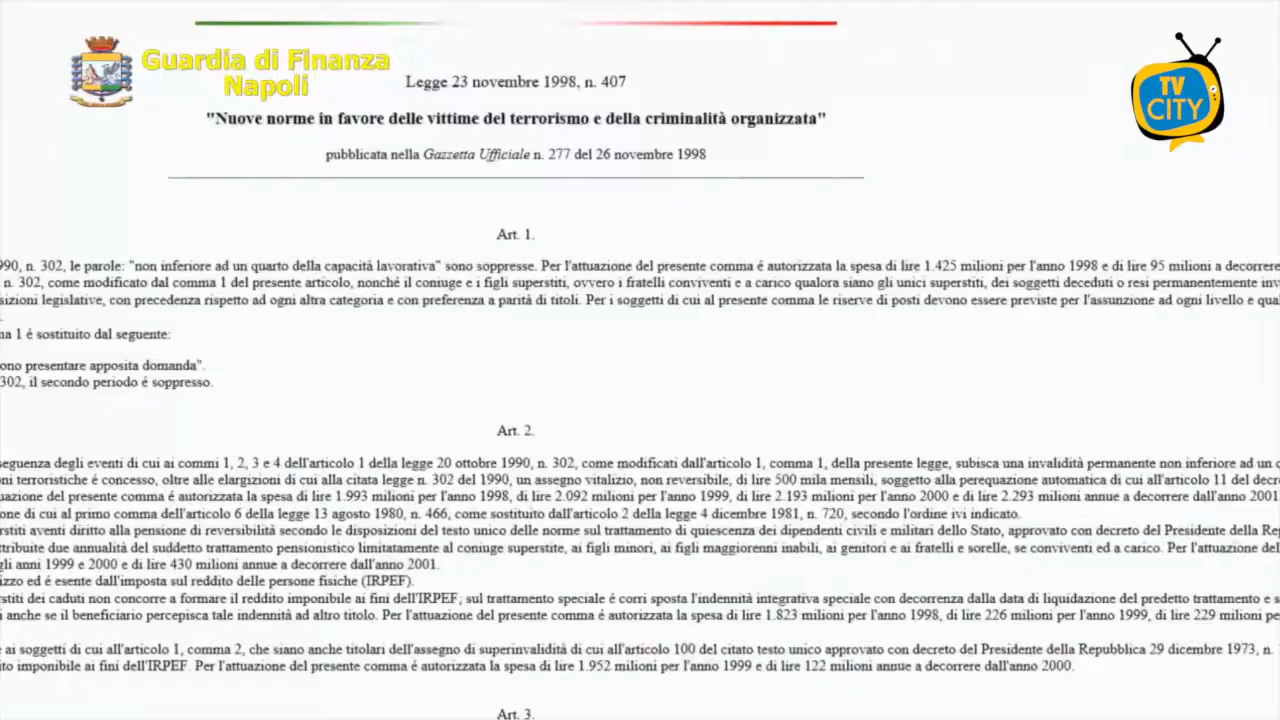 Guardia di Finanza
Napoli
TV
CITY
Legge 23 novembre 1998, n. 407
"Nuove norme in favore delle vittime del terrorismo e della criminalità organizzata"
pubblicata nella Gazzetta Ufficiale n. 277 del 26 novembre 1998
Art. 1.
990, n. 302, le parole: "non inferiore ad un quarto della capacità lavorativa" sono soppresse. Per l'attuazione del presente comma é autorizzata la spesa di lire 1.425 milioni per l'anno 1998 e di lire 95 milioni a decorrere
n. 302, come modificato dal comma 1 del presente articolo, nonché il coniuge e i figli superstiti, ovvero i fratelli conviventi e a carico qualora siano gli unici superstiti, dei soggetti deceduti o resi permanentemente inv
sizioni legislative, con precedenza rispetto ad ogni altra categoria e con preferenza a parità di titoli. Per i soggetti di cui al presente comma le riserve di posti devono essere previste per l'assunzione ad ogni livello e qua
.
ma 1 é sostituito dal seguente:
ono presentare apposita domanda".
302, il secondo periodo é soppresso.
Art. 2.
seguenza degli eventi di cui ai commi 1, 2, 3 e 4 dell'articolo 1 della legge 20 ottobre 1990, n. 302, come modificati dall'articolo 1, comma 1, della presente legge, subisca una invalidità permanente non inferiore ad un q
ni terroristiche é concesso, oltre alle elargizioni di cui alla citata legge n. 302 del 1990, un assegno vitalizio, non reversibile, di lire 500 mila mensili, soggetto alla perequazione automatica di cui all'articolo 11 del decre
uazione del presente comma é autorizzata la spesa di lire 1.993 milioni per l'anno 1998, di lire 2.092 milioni per l'anno 1999, di lire 2.193 milioni per l'anno 2000 e di lire 2.293 milioni annue a decorrere dall'anno 2001.
one di cui al primo comma dell'articolo 6 della legge 13 agosto 1980, n. 466, come sostituito dall'articolo 2 della legge 4 dicembre 1981, n. 720, secondo l'ordine ivi indicato.
rstiti aventi diritto alla pensione di reversibilità secondo le disposizioni del testo unico delle norme sul trattamento di quiescenza dei dipendenti civili e militari dello Stato, approvato con decreto del Presidente della Rep
ttribuite due annualità del suddetto trattamento pensionistico limitatamente al coniuge superstite, ai figli minori, ai figli maggiorenni inabili, ai genitori e ai fratelli e sorelle, se conviventi ed a carico. Per l'attuazione del
gli anni 1999 e 2000 e di lire 430 milioni annue a decorrere dall'anno 2001.
izzo ed é esente dall'imposta sul reddito delle persone fisiche (IRPEF).
stiti dei caduti non concorre a formare il reddito imponibile ai fini dell'IRPEF; sul trattamento speciale é corri sposta l'indennità integrativa speciale con decorrenza dalla data di liquidazione del predetto trattamento e s
i anche se il beneficiario percepisca tale indennità ad altro titolo. Per l'attuazione del presente comma é autorizzata la spesa di lire 1.823 milioni per l'anno 1998, di lire 226 milioni per l'anno 1999, di lire 229 milioni pe
e ai soggetti di cui all'articolo 1, comma 2, che siano anche titolari dell'assegno di superinvalidità di cui all'articolo 100 del citato testo unico approvato con decreto del Presidente della Repubblica 29 dicembre 1973, n.
ito imponibile ai fini dell'IRPEF. Per l'attuazione del presente comma é autorizzata la spesa di lire 1.952 milioni per l'anno 1999 e di lire 122 milioni annue a decorrere dall'anno 2000.
Art. 3.